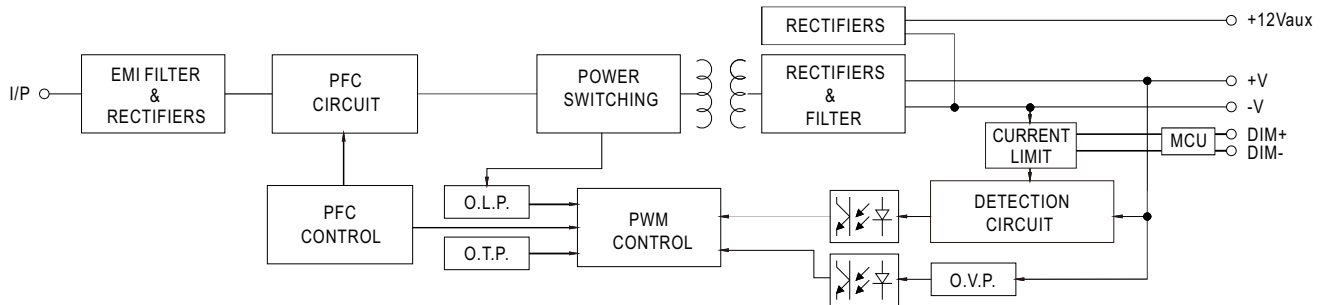 RECTIFIERS
+12Vaux
I/P
EMI FILTER
&
RECTIFIERS
PFC
CIRCUIT
POWER
SWITCHING
RECTIFIERS
&
FILTER
+V
-V
CURRENT
LIMIT
MCU
DIM+
DIM-
PFC
CONTROL
O.L.P.
O.T.P.
PWM
CONTROL
DETECTION
CIRCUIT
O.V.P.